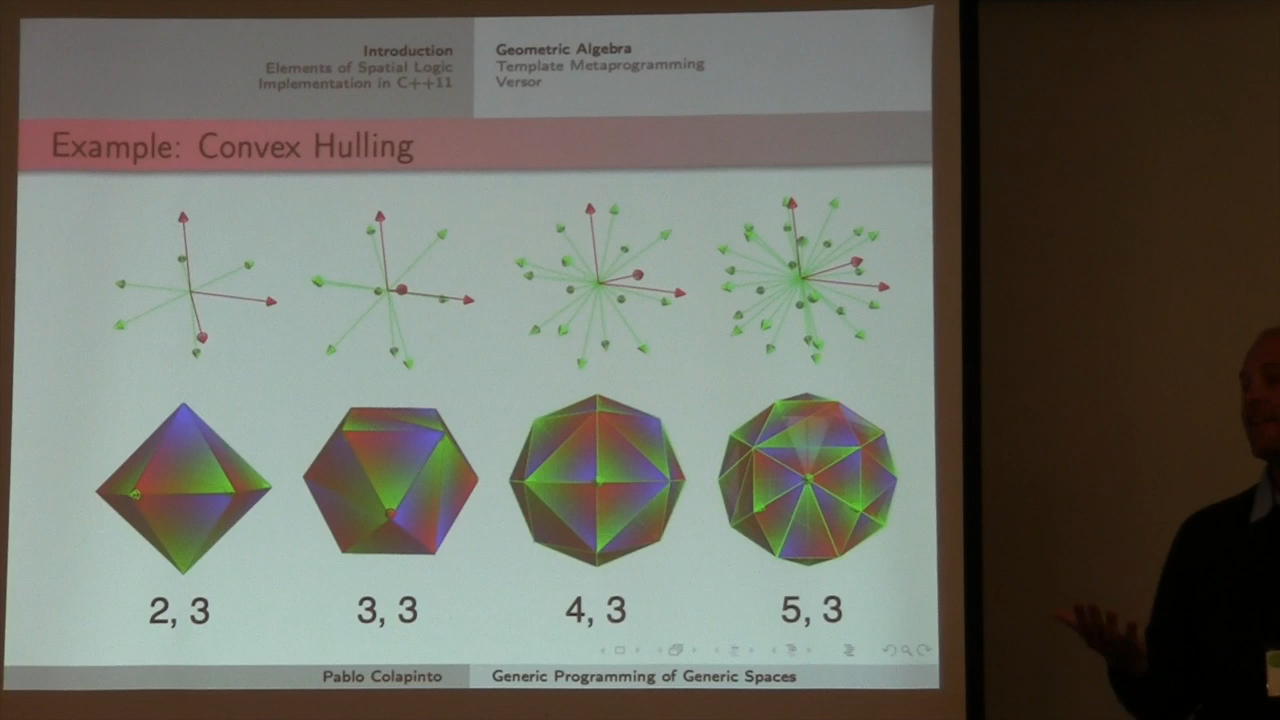 Introduction
Elements of Spatial Logic
Implementation in C++11
Geometric Algebra
Template Metaprogramming
Versor
Example: Convex Hulling
2, 3
3, 3
4, 3
5, 3
Pablo Colapinto
Generic Programming of Generic Spaces